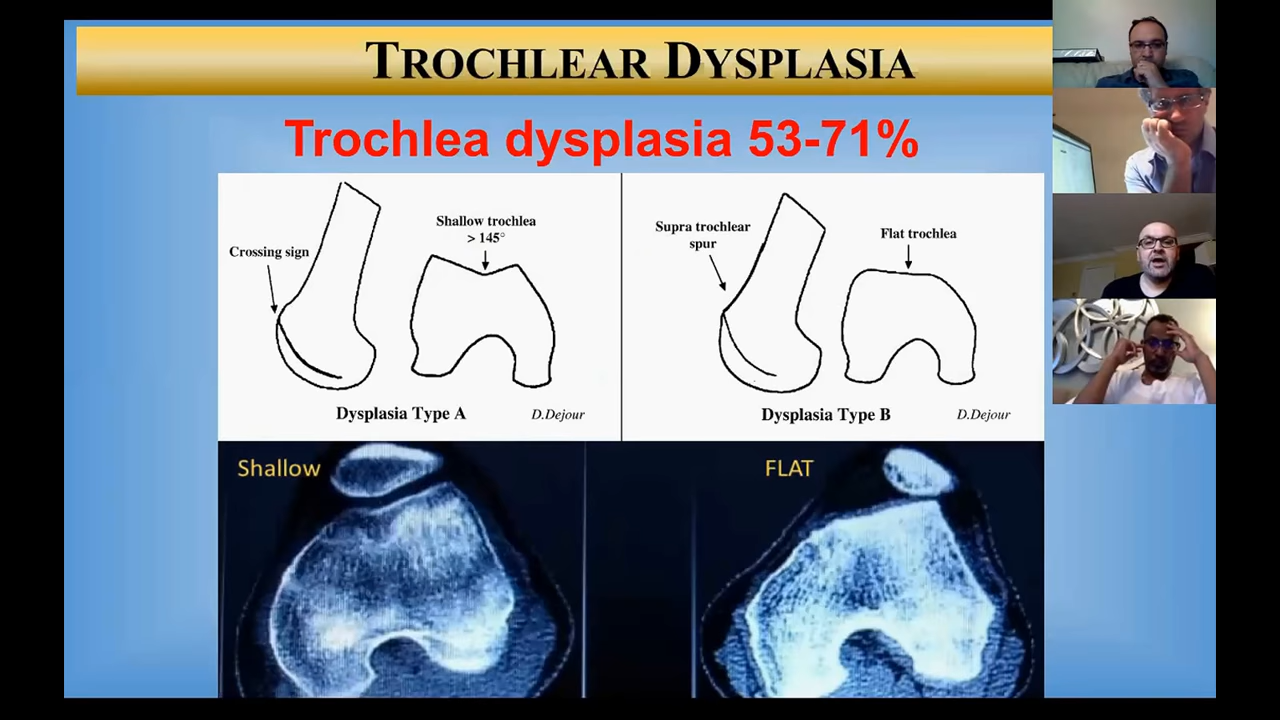 TROCHLEAR DYSPLASIA
Trochlea dysplasia 53-71%
Crossing sign
Shallow trochlea
> 145°
Dysplasia Type A
D.Dejour
Supra trochlear
spur
Flat trochlea
Dysplasia Type B
D.Dejour
Shallow
FLAT